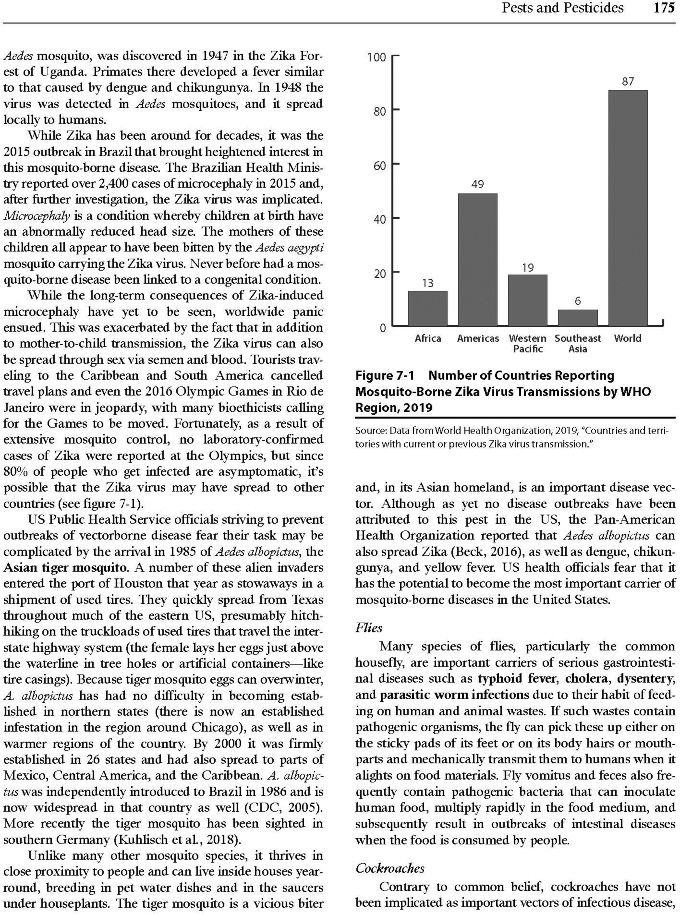 Pests and Pesticides 175
Aedes mosquito, was discovered in 1947 in the Zika For-
est of Uganda. Primates there developed a fever similar
to that caused by dengue and chikungunya. In 1948 the
virus was detected in Aedes mosquitoes, and it spread
locally to humans.
While Zika has been around for decades, it was the
2015 outbreak in Brazil that brought heightened interest in
this mosquito-borne disease. The Brazilian Health Minis-
try reported over 2,400 cases of microcephaly in 2015 and,
after further investigation, the Zika virus was implicated.
Microcephaly is a condition whereby children at birth have
an abnormally reduced head size. The mothers of these
children all appear to have been bitten by the Aedes aegypti
mosquito carrying the Zika virus. Never before had a mos-
quito-borne disease been linked to a congenital condition.
While the long-term consequences of Zika-induced
microcephaly have yet to be seen, worldwide panic
ensued. This was exacerbated by the fact that in addition
to mother-to-child transmission, the Zika virus can also
be spread through sex via semen and blood. Tourists trav-
eling to the Caribbean and South America cancelled
travel plans and even the 2016 Olympic Games in Rio de
Janeiro were in jeopardy, with many bioethicists calling
for the Games to be moved. Fortunately, as a result of
extensive mosquito control, no laboratory-confirmed
cases of Zika were reported at the Olympics, but since
80% of people who get infected are asymptomatic, it's
possible that the Zika virus may have spread to other
countries (see figure 7-1).
US Public Health Service officials striving to prevent
outbreaks of vectorborne disease fear their task may be
complicated by the arrival in 1985 of Aedes albopictus, the
Asian tiger mosquito. A number of these alien invaders
entered the port of Houston that year as stowaways in a
shipment of used tires. They quickly spread from Texas
throughout much of the eastern US, presumably hitch-
hiking on the truckloads of used tires that travel the inter-
state highway system (the female lays her eggs just above
the waterline in tree holes or artificial containers—like
tire casings). Because tiger mosquito eggs can overwinter,
A. albopictus has had no difficulty in becoming estab-
lished in northern states (there is now an established
infestation in the region around Chicago), as well as in
warmer regions of the country. By 2000 it was firmly
established in 26 states and had also spread to parts of
Mexico, Central America, and the Caribbean. A. albopic-
tus was independently introduced to Brazil in 1986 and is
now widespread in that country as well (CDC, 2005).
More recently the tiger mosquito has been sighted in
southern Germany (Kuhlisch et al., 2018).
Unlike many other mosquito species, it thrives in
close proximity to people and can live inside houses year-
round, breeding in pet water dishes and in the saucers
under houseplants. The tiger mosquito is a vicious biter
100
80
60
40
20
0
13
49
19
6
87
Africa Americas Western Southeast World
Pacific Asia
Figure 7-1 Number of Countries Reporting
Mosquito-Borne Zika Virus Transmissions by WHO
Region, 2019
Source: Data from World Health Organization, 2019, "Countries and terri-
tories with current or previous Zika virus transmission."
and, in its Asian homeland, is an important disease vec-
tor. Although as yet no disease outbreaks have been
attributed to this pest in the US, the Pan-American
Health Organization reported that Aedes albopictus can
also spread Zika (Beck, 2016), as well as dengue, chikun-
gunya, and yellow fever. US health officials fear that it
has the potential to become the most important carrier of
mosquito-borne diseases in the United States.
Flies
Many species of flies, particularly the common
housefly, are important carriers of serious gastrointesti-
nal diseases such as typhoid fever, cholera, dysentery,
and parasitic worm infections due to their habit of feed-
ing on human and animal wastes. If such wastes contain
pathogenic organisms, the fly can pick these up either on
the sticky pads of its feet or on its body hairs or mouth-
parts and mechanically transmit them to humans when it
alights on food materials. Fly vomitus and feces also fre-
quently contain pathogenic bacteria that can inoculate
human food, multiply rapidly in the food medium, and
subsequently result in outbreaks of intestinal diseases
when the food is consumed by people.
Cockroaches
Contrary to common belief, cockroaches have not
been implicated as important vectors of infectious disease,